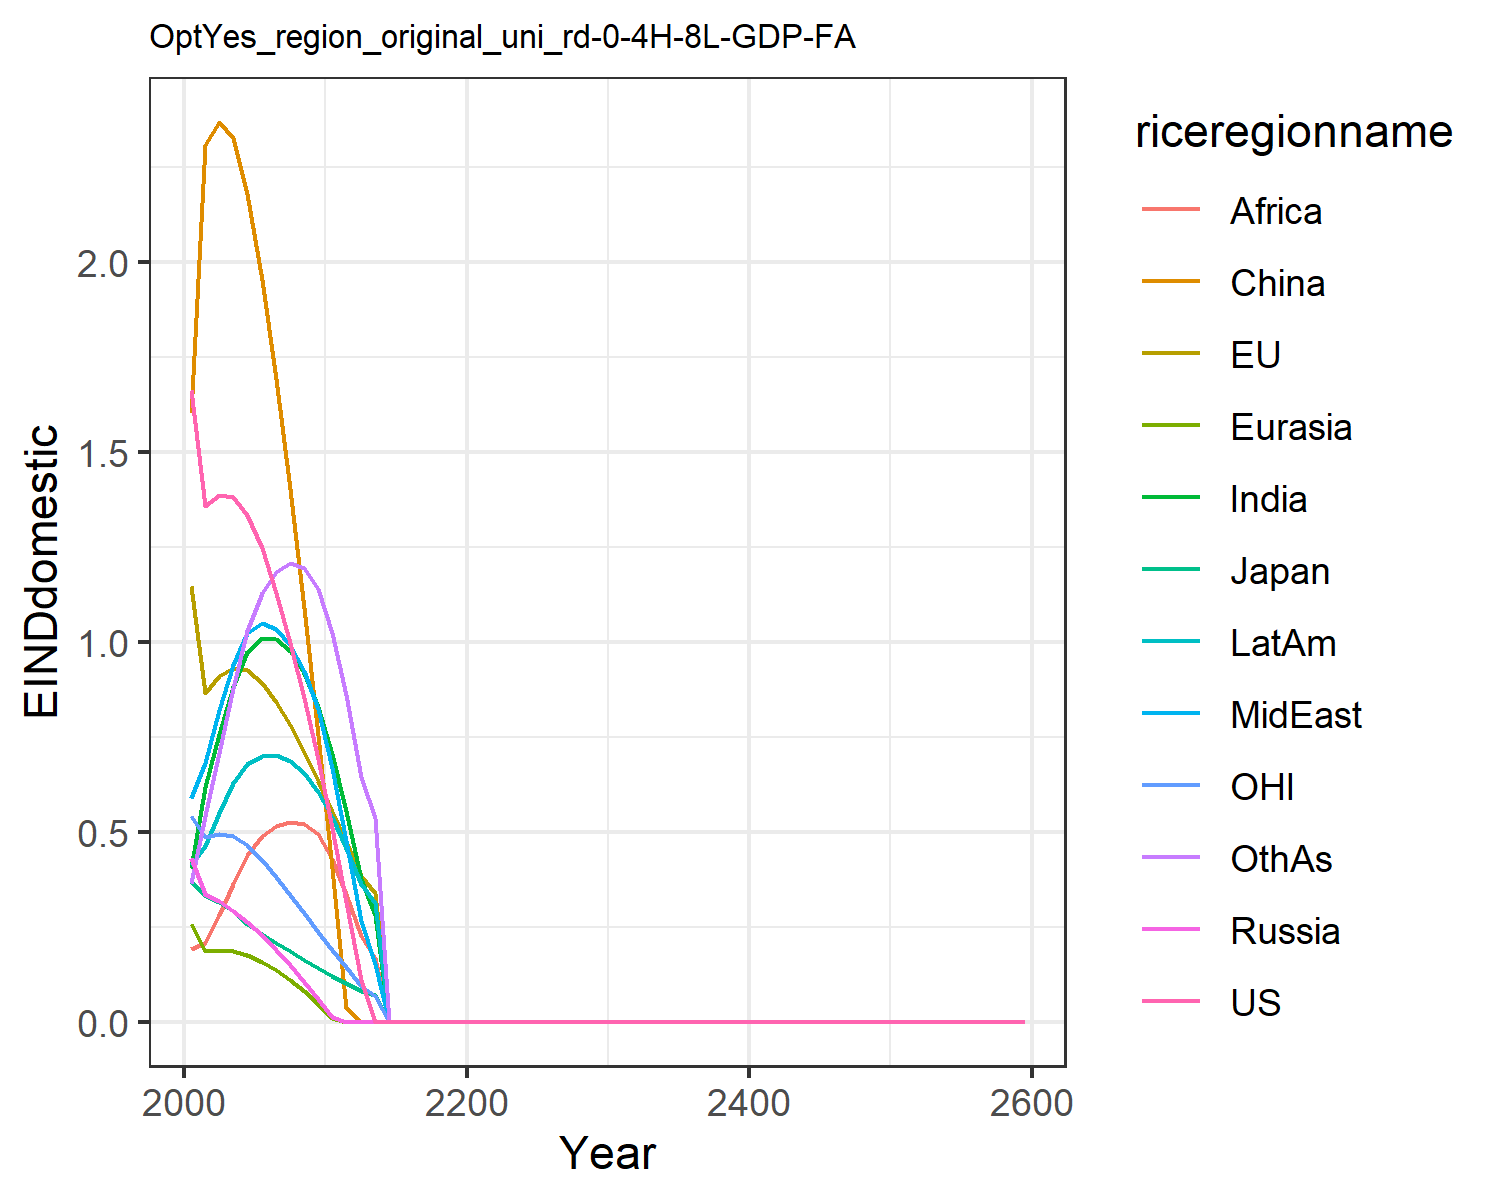 OptYes_region_original_uni_rd-0-4H-8L-GDP-FA
EINDdomestic
2.0
1.5
1.0
0.5
0.0
2000
2200
2400
2600
Year
riceregionname
Africa
China
EU
Eurasia
India
Japan
LatAm
MidEast
OHI
OthAs
Russia
US